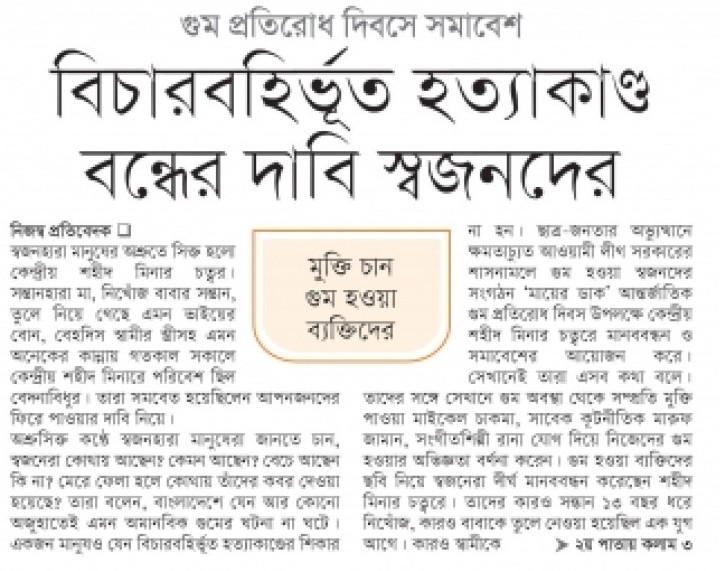 গুম প্রতিরোধ দিবসে সমাবেশ
বিচারবহির্ভূত হত্যাকাণ্ড
বন্ধের দাবি স্বজনদের
নিজস্ব প্রতিবেদক ❏
স্বজনহারা মানুষের অশ্রুতে সিক্ত হলো
কেন্দ্রীয় শহীদ মিনার চত্বর।
সন্তানহারা মা, নিখোঁজ বাবার সন্তান,
তুলে নিয়ে গেছে এমন ভাইয়ের
বোন, বেহদিস স্বামীর স্ত্রীসহ এমন
অনেকের কান্নায় গতকাল সকালে
কেন্দ্রীয় শহীদ মিনারে পরিবেশ ছিল
বেদনাবিধুর। তারা সমবেত হয়েছিলেন আপনজনদের
ফিরে পাওয়ার দাবি নিয়ে।
অশ্রুসিক্ত কণ্ঠে স্বজনহারা মানুষেরা জানতে চান,
স্বজনেরা কোথায় আছেন? কেমন আছেন? বেচে আছেন
কি না? মেরে ফেলা হলে কোথায় তাঁদের কবর দেওয়া
হয়েছে? তারা বলেন, বাংলাদেশে যেন আর কোনো
অজুহাতেই এমন অমানবিক গুমের ঘটনা না ঘটে।
একজন মানুষও যেন বিচারবহির্ভূত হত্যাকাণ্ডের শিকার
মুক্তি চান
গুম হওয়া
ব্যক্তিদের
না হন। ছাত্র-জনতার অভ্যুত্থানে
ক্ষমতাচ্যুত আওয়ামী লীগ সরকারের
শাসনামলে গুম হওয়া স্বজনদের
সংগঠন ‘মায়ের ডাক’ আন্তর্জাতিক
গুম প্রতিরোধ দিবস উপলক্ষে কেন্দ্রীয়
শহীদ মিনার চত্বরে মানববন্ধন ও
সমাবেশের আয়োজন করে।
সেখানেই তারা এসব কথা বলে।
তাদের সঙ্গে সেখানে গুম অবস্থা থেকে সম্প্রতি মুক্তি
পাওয়া মাইকেল চাকমা, সাবেক কূটনীতিক মারুফ
জামান, সংগীতশিল্পী রানা যোগ দিয়ে নিজেদের গুম
হওয়ার অভিজ্ঞতা বর্ণনা করেন। গুম হওয়া ব্যক্তিদের
ছবি নিয়ে স্বজনেরা দীর্ঘ মানববন্ধন করেছেন শহীদ
মিনার চত্বরে। তাদের কারও সন্তান ১৩ বছর ধরে
নিখোঁজ, কারও বাবাকে তুলে নেওয়া হয়েছিল এক যুগ
আগে। কারও স্বামীকে ➤ ২য় পাতায় কলাম ৩